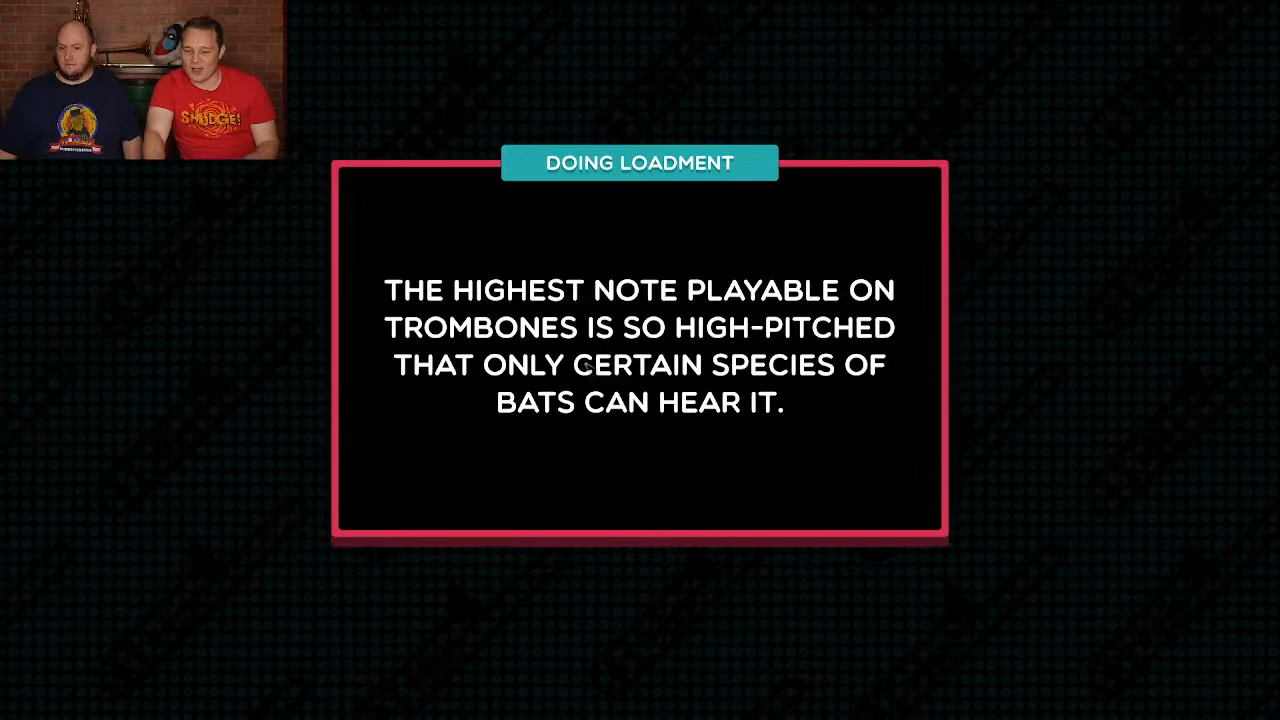 SMUDGE!
DOING LOADMENT
THE HIGHEST NOTE PLAYABLE ON
TROMBONES IS SO HIGH-PITCHED
THAT ONLY CERTAIN SPECIES OF
BATS CAN HEAR IT.